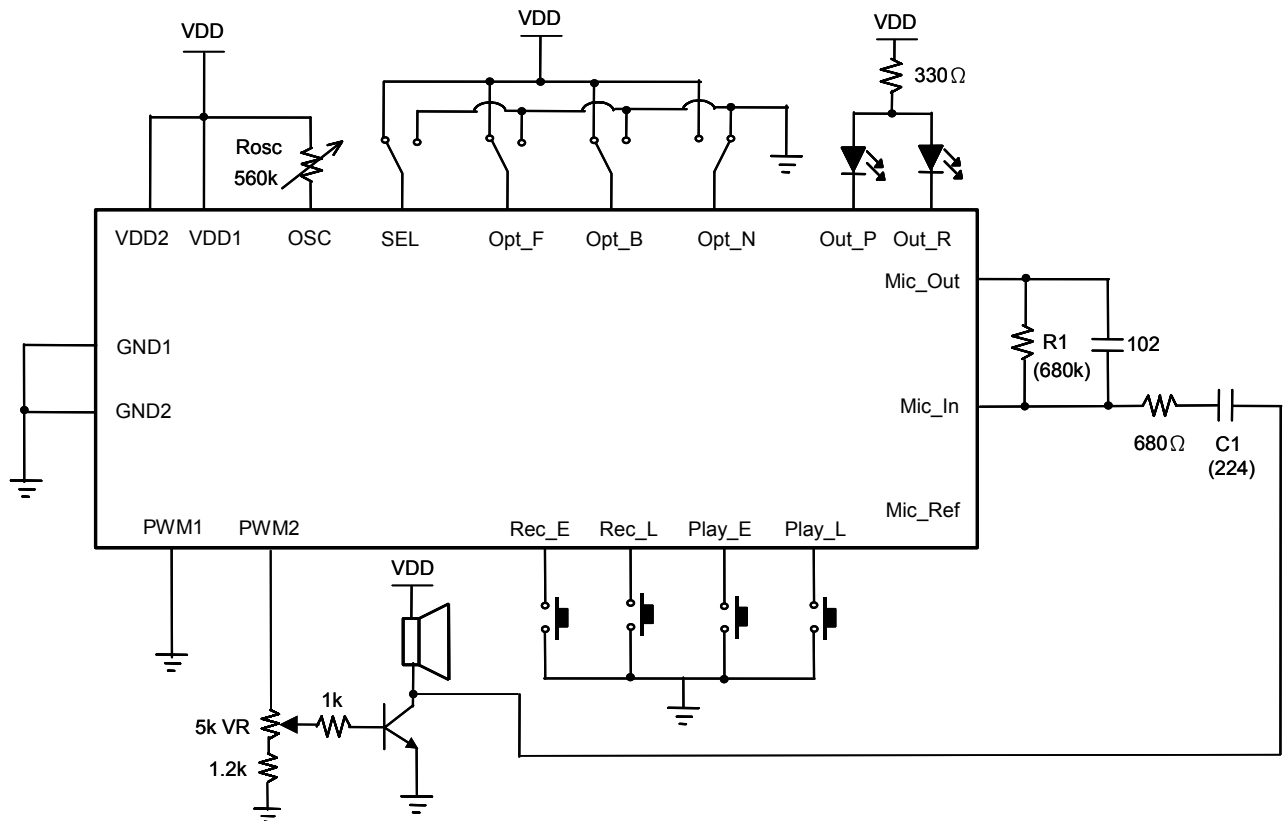 VDD
VDD
VDD
330Ω
Rosc
560k
VDD2
VDD1
OSC
SEL
Opt_F
Opt_B
Opt_N
Out_P
Out_R
Mic_Out
GND1
R1
(680k)
102
GND2
Mic_In
680Ω
C1
(224)
Mic_Ref
PWM1
PWM2
Rec_E
Rec_L
Play_E
Play_L
VDD
1k
5k VR
1.2k